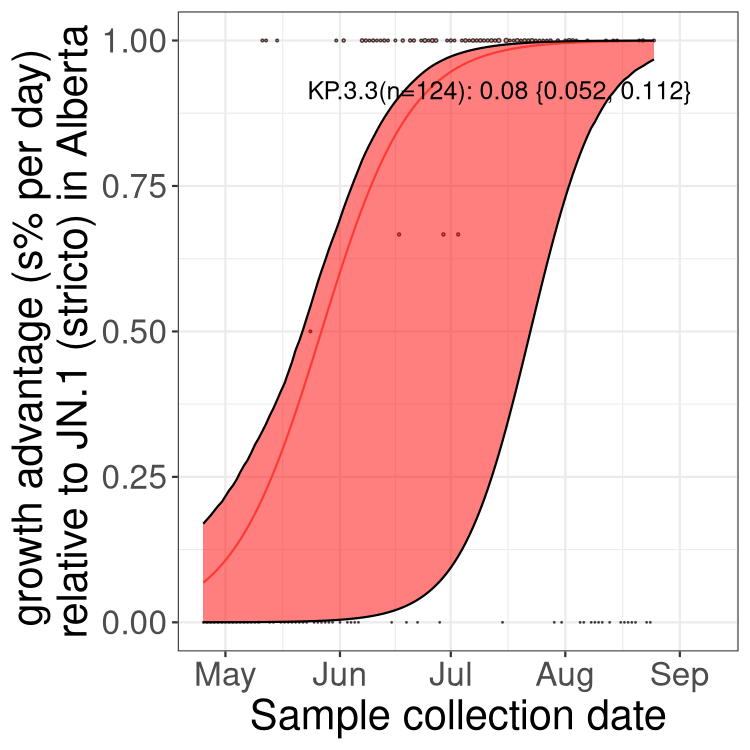 growth advantage (s% per day)
relative to JN.1 (stricto) in Alberta
1.00
0.75
0.50
0.25
0.00
KP.3.3(n=124): 0.08 {0.052, 0.112}
May Jun Jul Aug Sep
Sample collection date